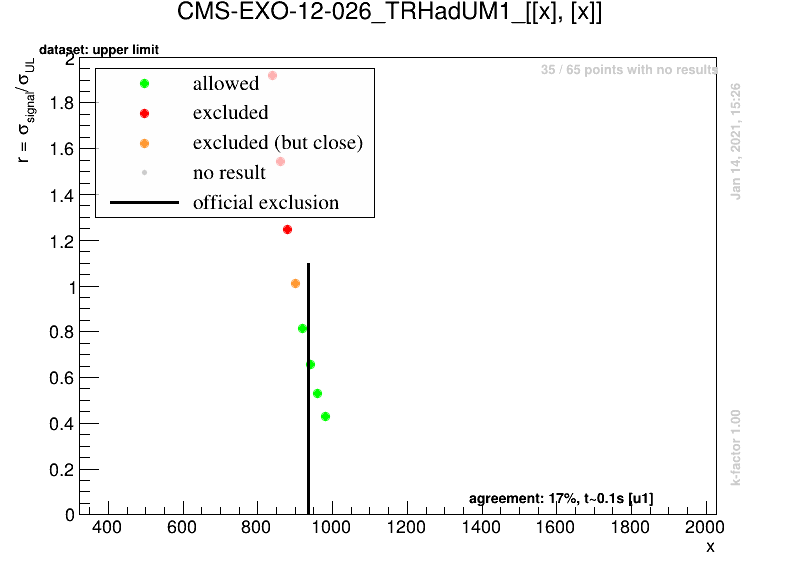 CMS-EXO-12-026_TRHadUM1_[[x], [x]]
dataset: upper limit
35 / 65 points with no results
allowed
excluded
excluded (but close)
no result
official exclusion
r = σsignal/σUL
2
1.8
1.6
1.4
1.2
1
0.8
0.6
0.4
0.2
0
400 600 800 1000 1200 1400 1600 1800 2000
x
agreement: 17%, t~0.1s [u1]
Jan 14, 2021, 15:26
k-factor 1.00